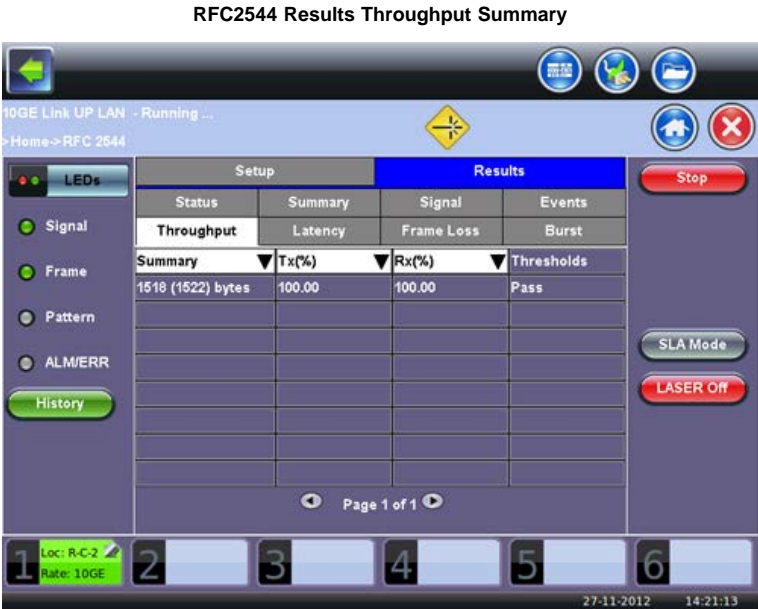 RFC2544 Results Throughput Summary
10GE Link UP LAN - Running ...
>Home->RFC 2544
LEDs
Setup
Results
Stop
Status
Summary
Signal
Events
Signal
Throughput
Latency
Frame Loss
Burst
Frame
Summary
Tx(%)
Rx(%)
Thresholds
1518 (1522) bytes
100.00
100.00
Pass
Pattern
SLA Mode
ALM/ERR
LASER Off
History
Page 1 of 1
1
Loc: R-C-2
Rate: 10GE
2
3
4
5
6
27-11-2012 14:21:13